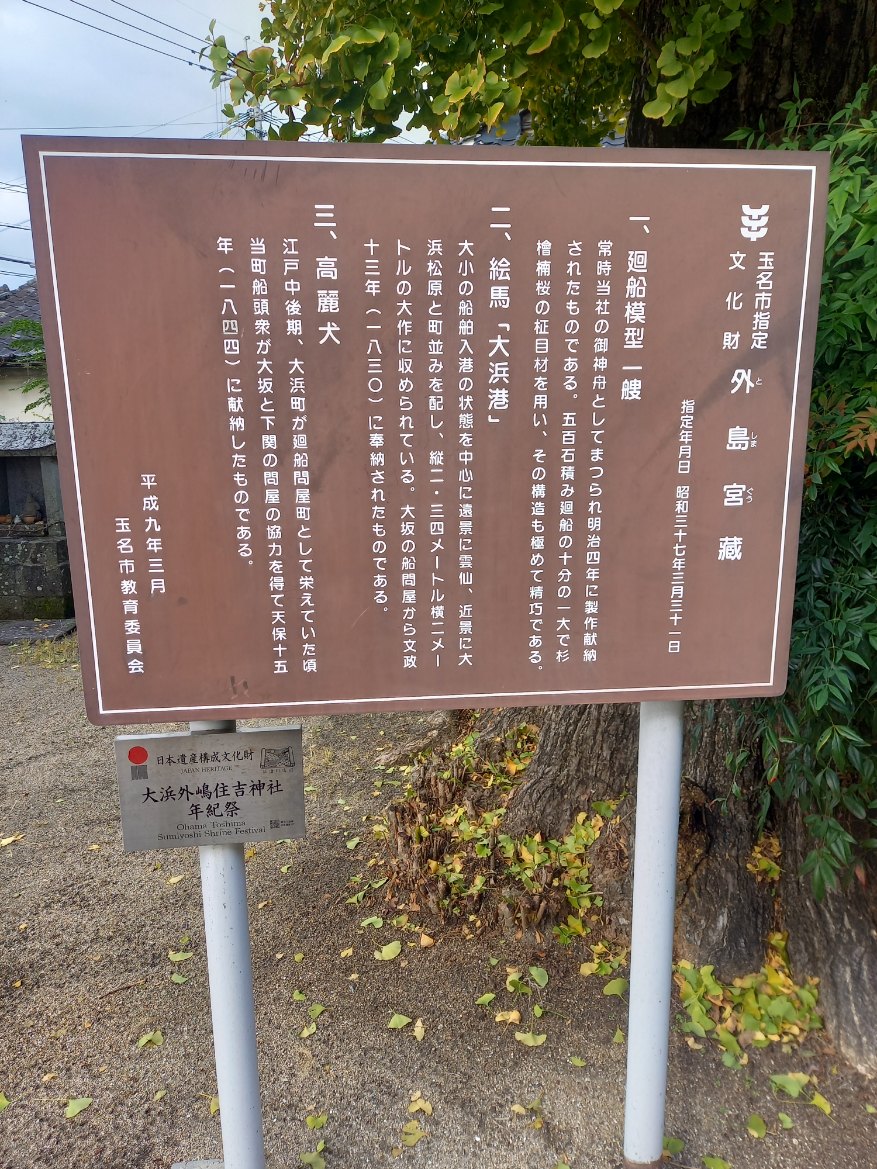 玉名市指定
文化財
外島宮蔵
としまぐう
指定年月日 昭和三十七年三月三十一日
一、廻船模型一艘
常時当社の御神舟としてまつられ明治四年に製作献納
されたものである。五百石積み廻船の十分の一大で杉
檜楠桜の柾目材を用い、その構造も極めて精巧である。
二、絵馬「大浜港」
大小の船舶入港の状態を中心に遠景に雲仙、近景に大
浜松原と町並みを配し、縦二・三四メートル横二メー
トルの大作に収められている。大坂の船問屋から文政
十三年（一八三〇）に奉納されたものである。
三、高麗犬
江戸中後期、大浜町が廻船問屋町として栄えていた頃
当町船頭衆が大坂と下関の問屋の協力を得て天保十五
年（一八四四）に献納したものである。
平成九年三月
玉名市教育委員会
日本遺産構成文化財
JAPAN HERITAGE
大浜外嶋住吉神社
年紀祭
Ohama Toshima
Sumiyoshi Shrine Festival